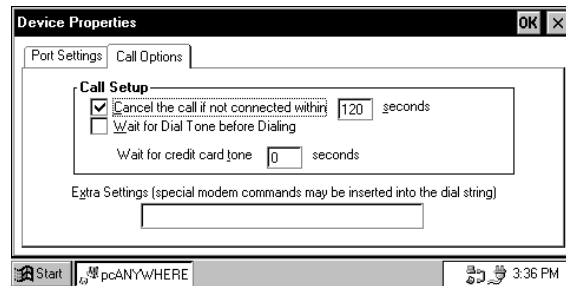 Device Properties OK ×
Port Settings Call Options
Call Setup
Cancel the call if not connected within 120 seconds
Wait for Dial Tone before Dialing
Wait for credit card tone 0 seconds
Extra Settings (special modem commands may be inserted into the dial string)
Start pcANYWHERE 3:36 PM